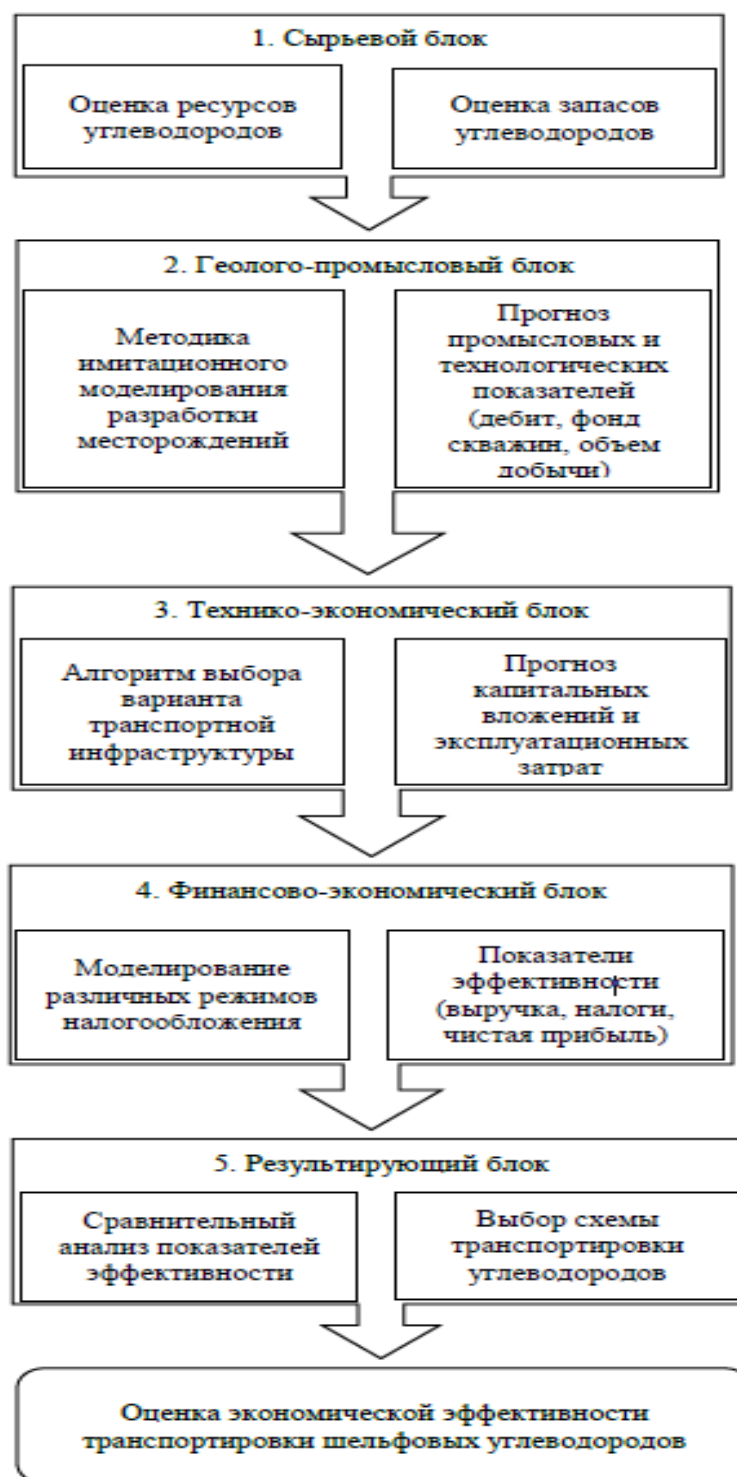 1. Сырьевой блок
Оценка ресурсов
углеводородов
Оценка запасов
углеводородов
2. Геолого-промысловый блок
Методика
имитационного
моделирования
разработки
месторождений
Прогноз
промысловых и
технологических
показателей
(дебит, фонд
скважин, объем
добычи)
3. Технико-экономический блок
Алгоритм выбора
варианта
транспортной
инфраструктуры
Прогноз
капитальных
вложений и
эксплуатационных
затрат
4. Финансово-экономический блок
Моделирование
различных режимов
налогообложения
Показатели
эффективности
(выручка, налоги,
чистая прибыль)
5. Результирующий блок
Сравнительный
анализ показателей
эффективности
Выбор схемы
транспортировки
углеводородов
Оценка экономической эффективности
транспортировки шельфовых углеводородов